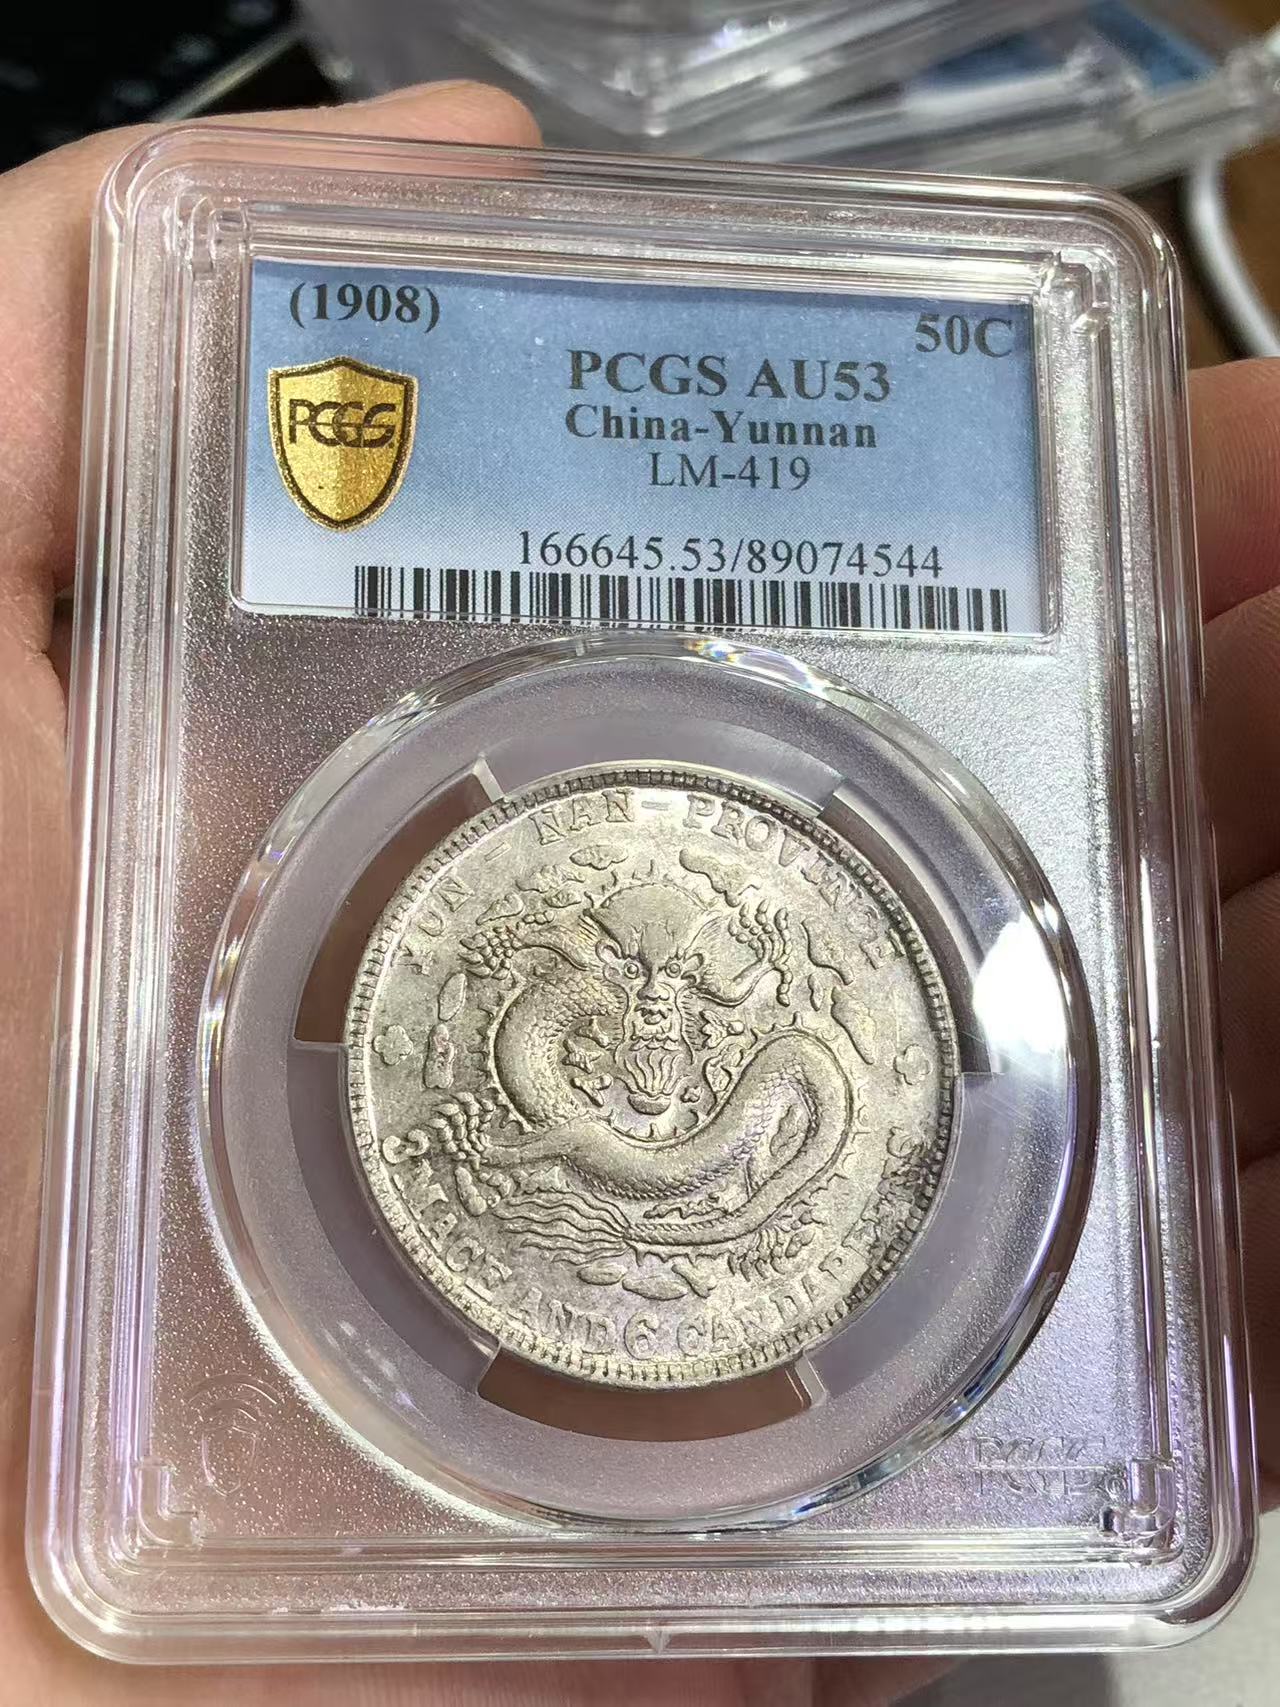 (1908)
50C
PCGS AU53
PCGS
China-Yunnan
LM-419
166645.53/89074544
YUN-NAN-PROVINCE
3 MACE AND 6 CANDAREENS